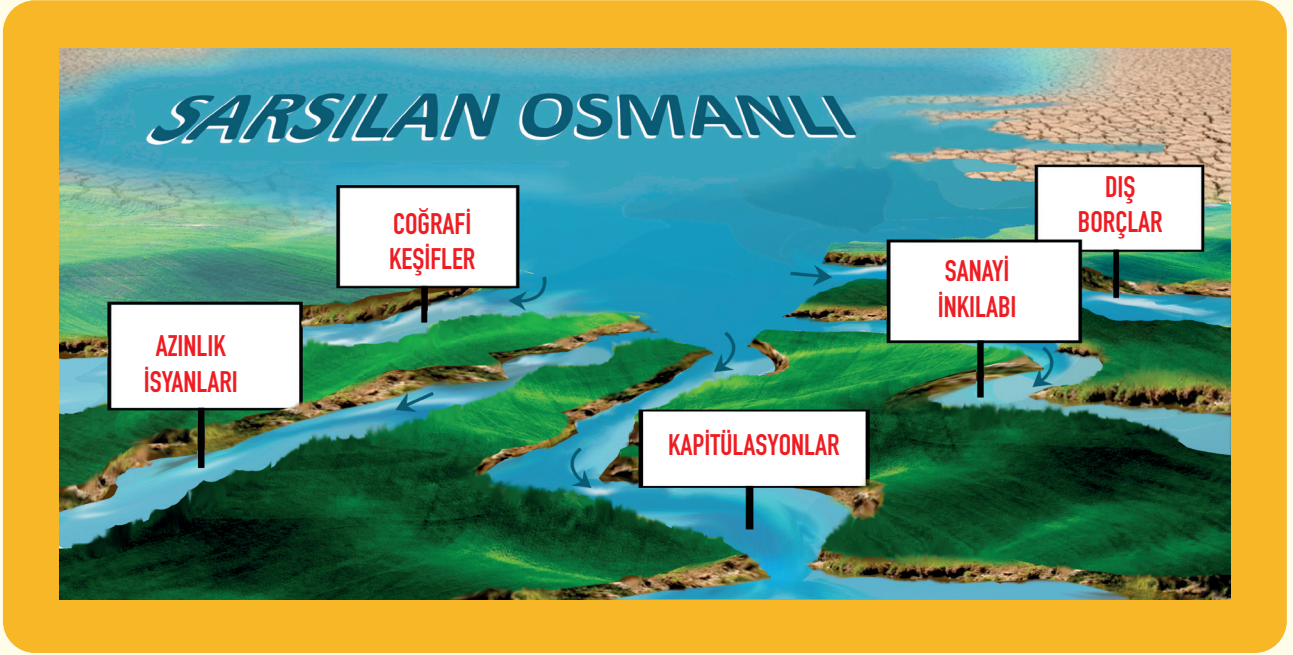 SARSILAN OSMANLI
COĞRAFİ
KEŞİFLER
DIŞ
BORÇLAR
SANAYİ
İNKILABI
AZINLIK
İSYANLARI
KAPİTÜLASYONLAR